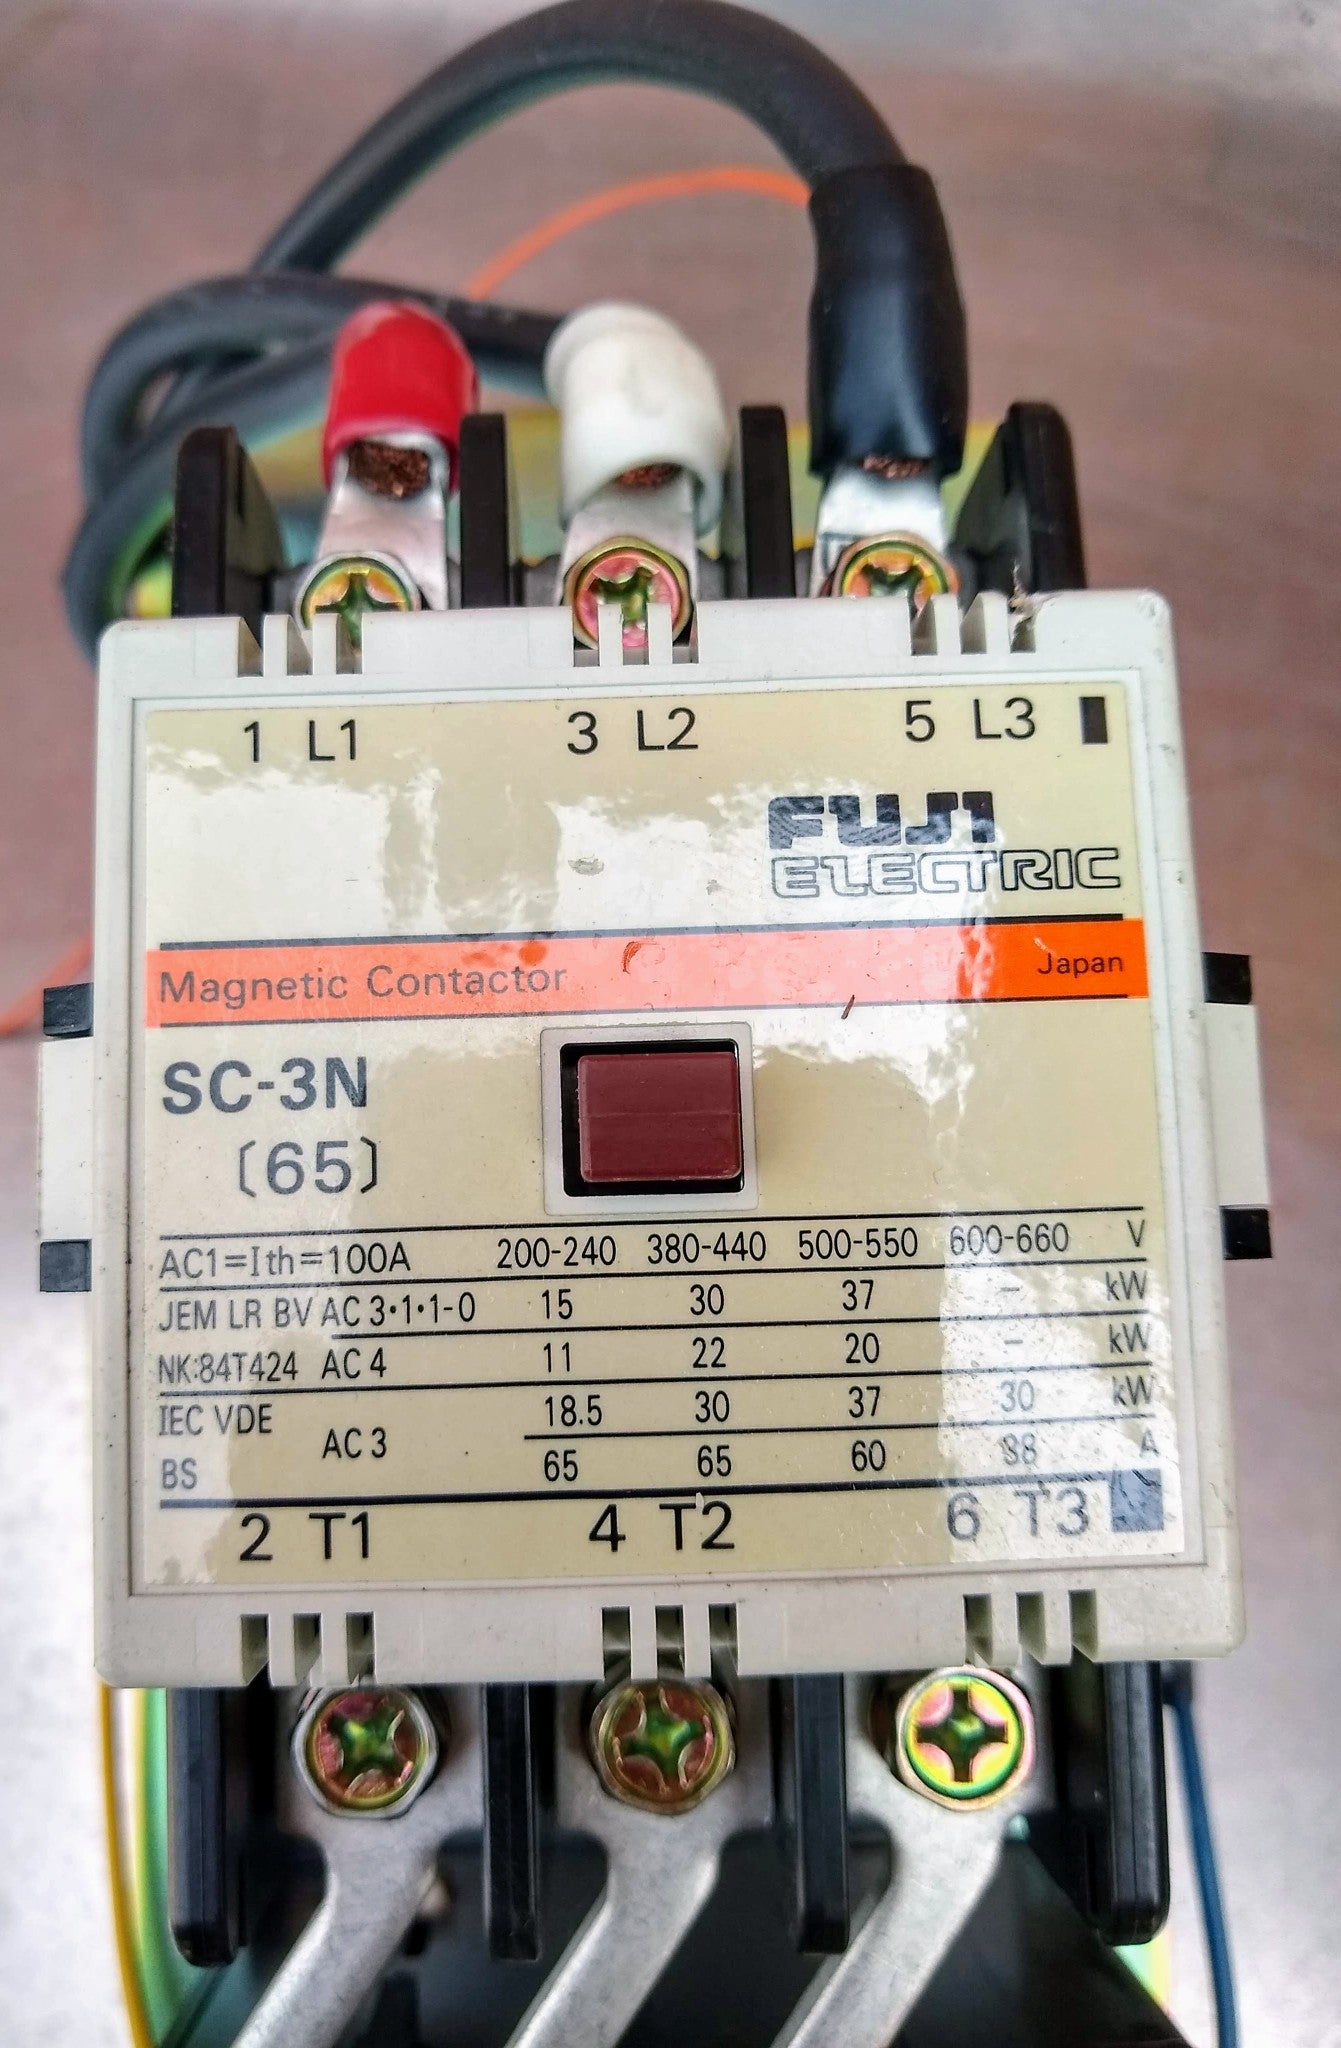 1 L1 3 L2 5 L3
FUJI
ELECTRIC
Magnetic Contactor Japan
SC-3N
[65]
AC1=Ith=100A 200-240 380-440 500-550 600-660 V
JEM LR BV AC 3·1·1-0 15 30 37 – kW
NK:84T424 AC 4 11 22 20 – kW
IEC VDE 18.5 30 37 30 kW
AC 3
BS 65 65 60 A
2 T1 4 T2 6 T3